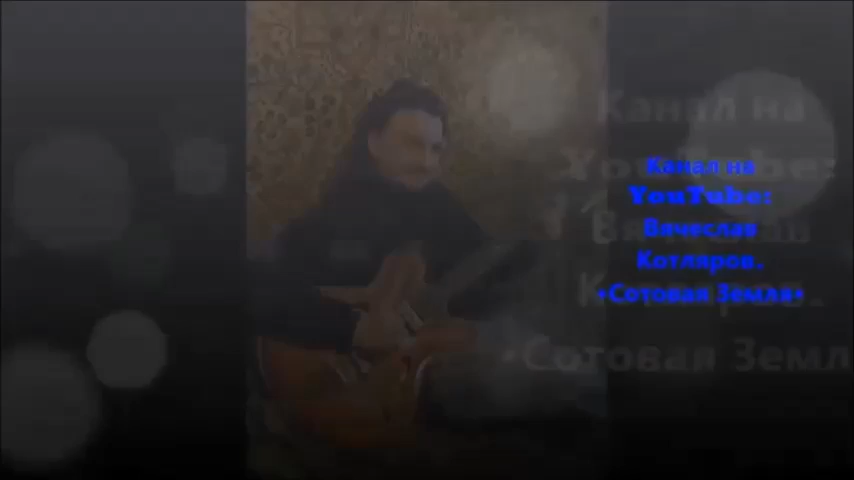 Канал на
YouTube:
Вячеслав
Котляров.
•Сотовая Земля•